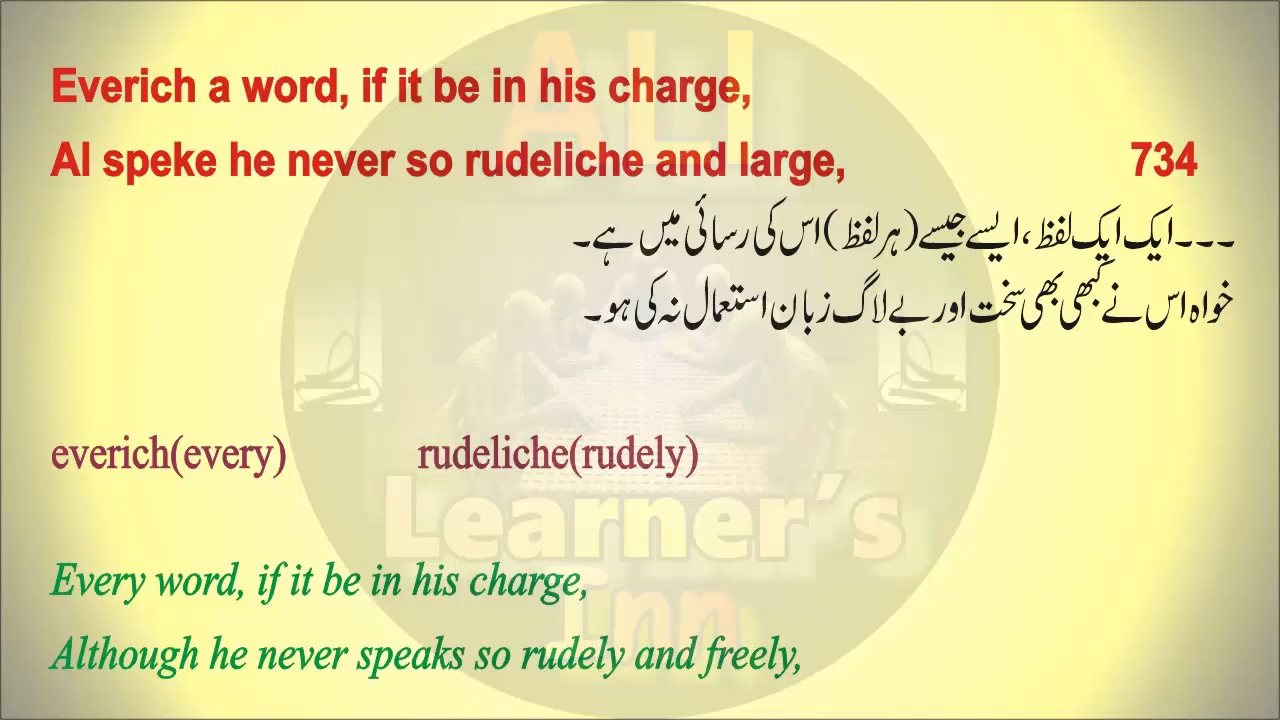 Everich a word, if it be in his charge,
Al speke he never so rudeliche and large, 734
۔۔۔ایک ایک لفظ، ایسے جیسے (ہر لفظ) اس کی رسائی میں ہے۔
خواہ اس نے کبھی بھی سخت اور بے لاگ زبان استعمال نہ کی ہو۔
everich(every) rudeliche(rudely)
Every word, if it be in his charge,
Although he never speaks so rudely and freely,
ALI
Learner's
Inn